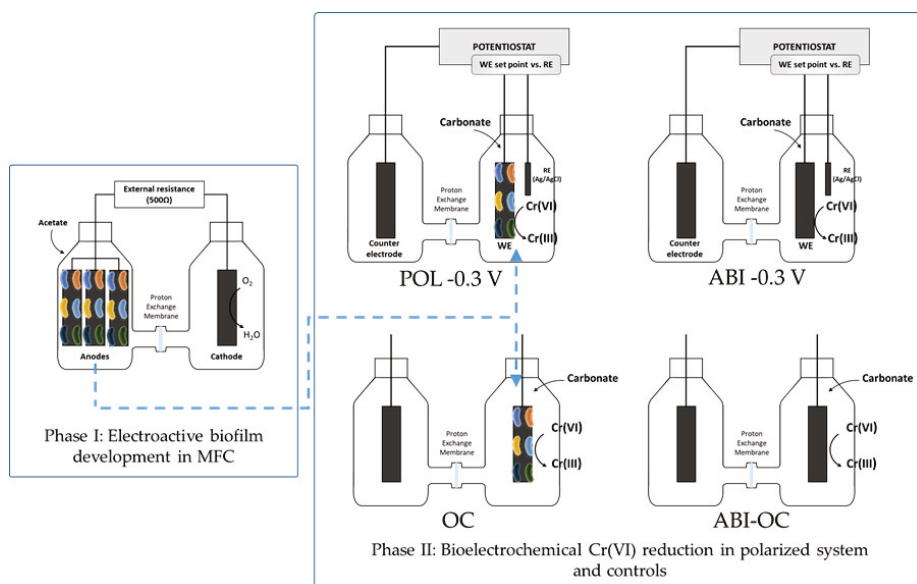 External resistance
(500Ω)
Acetate
Proton
Exchange
Membrane
O2
H2O
Anodes
Cathode
Phase I: Electroactive biofilm
development in MFC
POTENTIOSTAT
WE set point vs. RE
Carbonate
RE
(Ag/AgCl)
Proton
Exchange
Membrane
Cr(VI)
Cr(III)
Counter
electrode
WE
POL -0.3 V
POTENTIOSTAT
WE set point vs. RE
Carbonate
RE
(Ag/AgCl)
Proton
Exchange
Membrane
Cr(VI)
Cr(III)
Counter
electrode
WE
ABI -0.3 V
Carbonate
Proton
Exchange
Membrane
Cr(VI)
Cr(III)
OC
Carbonate
Proton
Exchange
Membrane
Cr(VI)
Cr(III)
ABI-OC
Phase II: Bioelectrochemical Cr(VI) reduction in polarized system
and controls